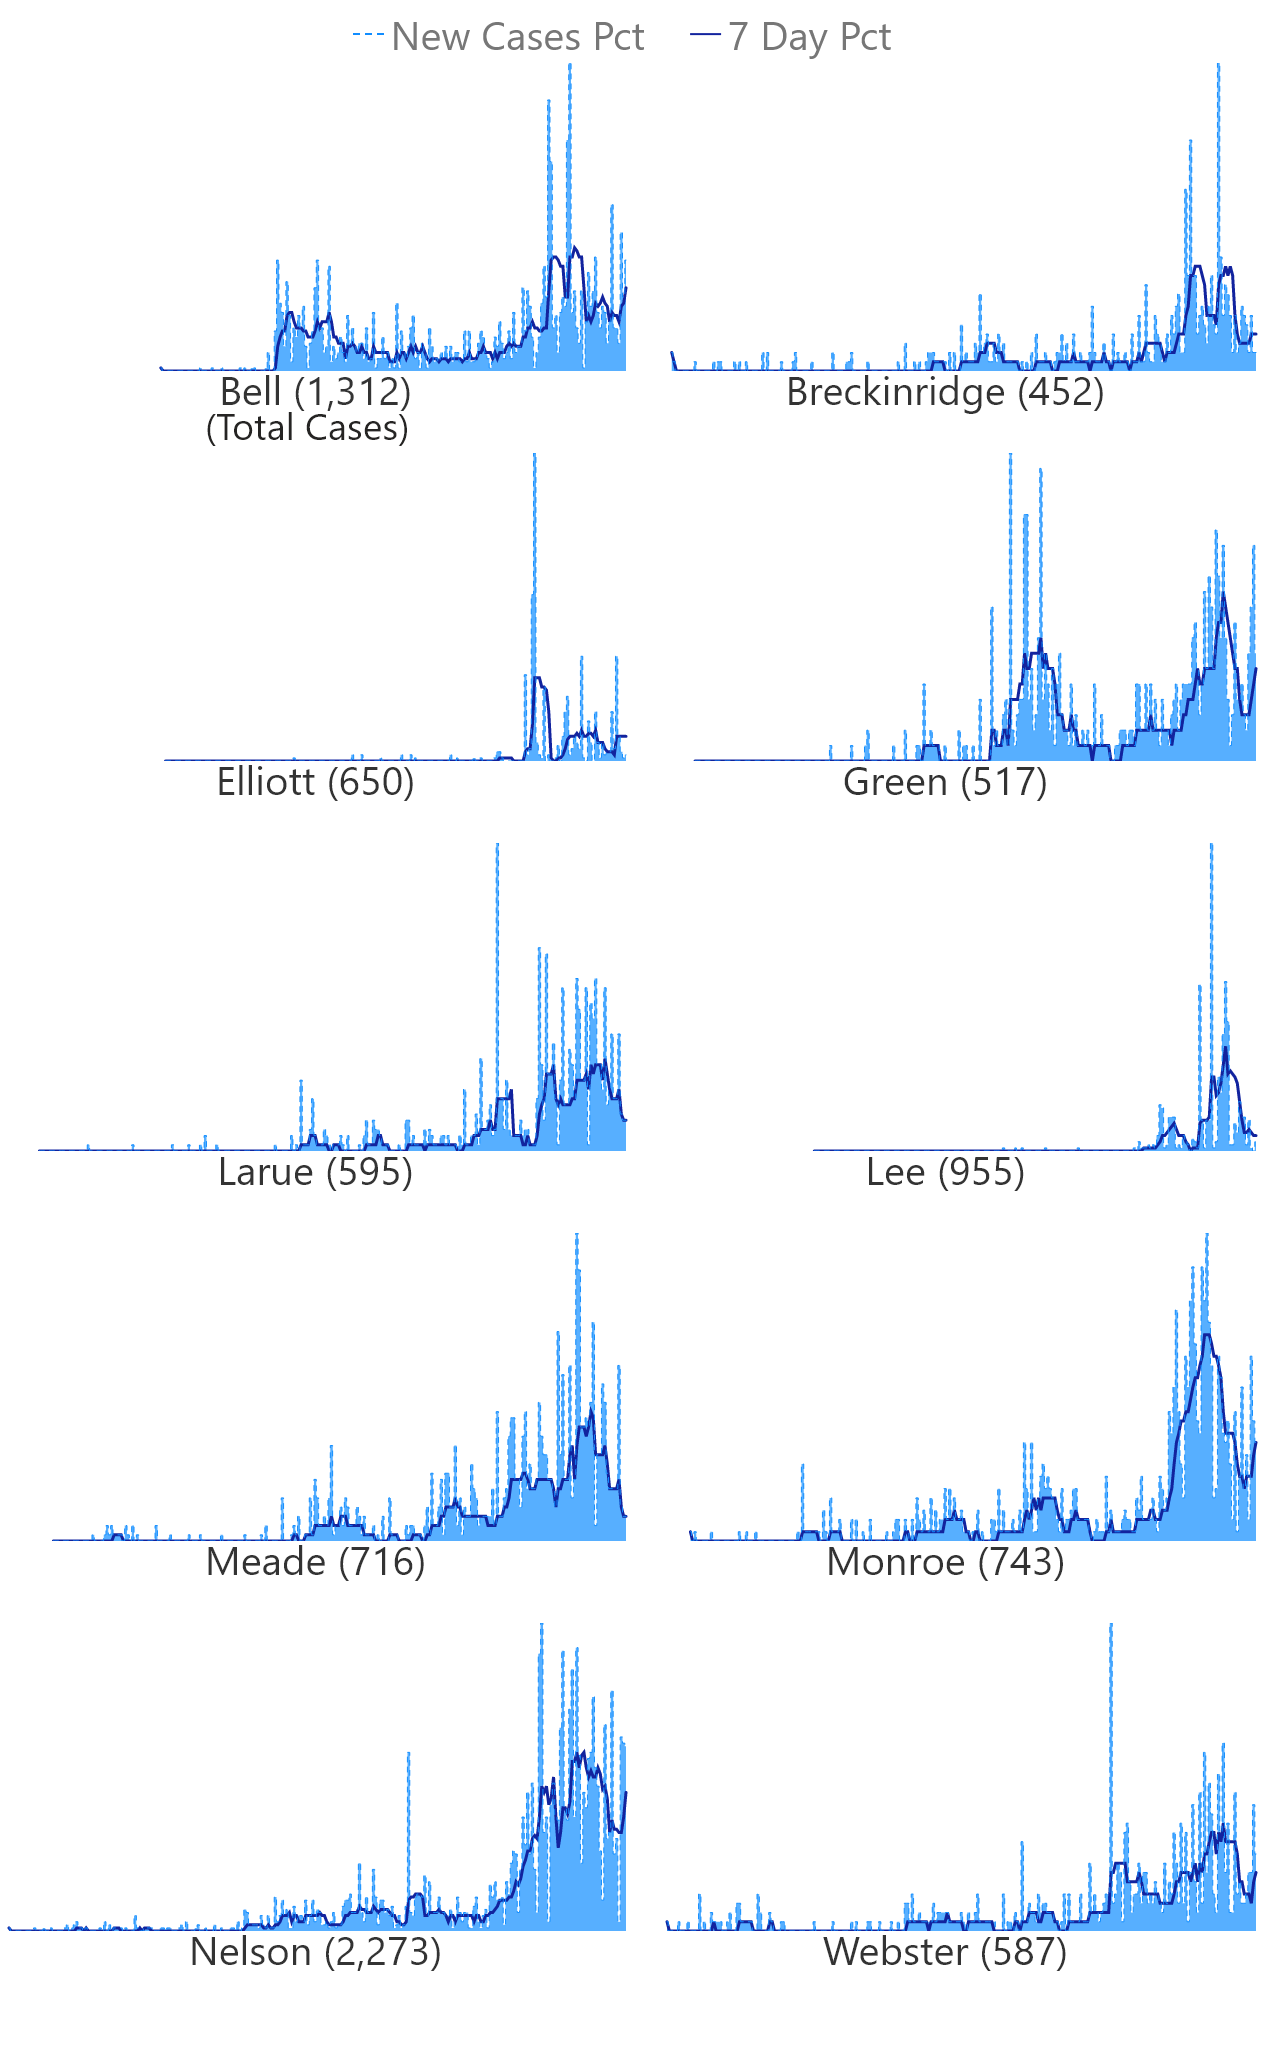 New Cases Pct 7 Day Pct
Bell (1,312) Breckinridge (452)
(Total Cases)
Elliott (650) Green (517)
Larue (595) Lee (955)
Meade (716) Monroe (743)
Nelson (2,273) Webster (587)